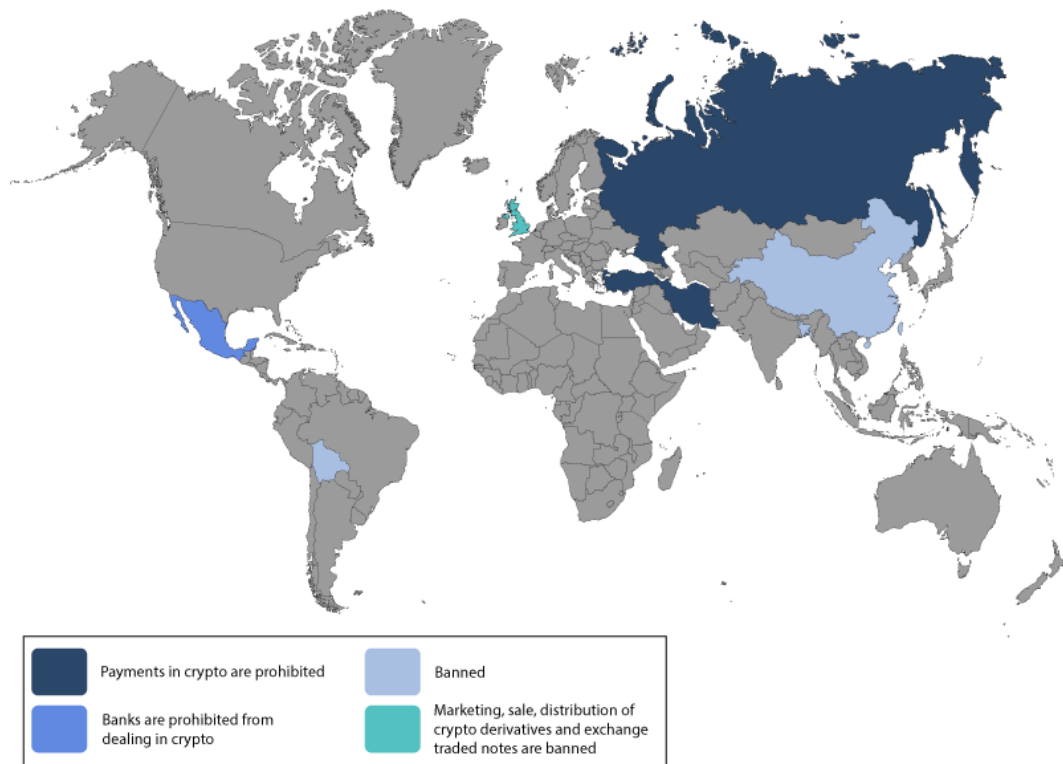 Payments in crypto are prohibited
Banned
Banks are prohibited from
dealing in crypto
Marketing, sale, distribution of
crypto derivatives and exchange
traded notes are banned